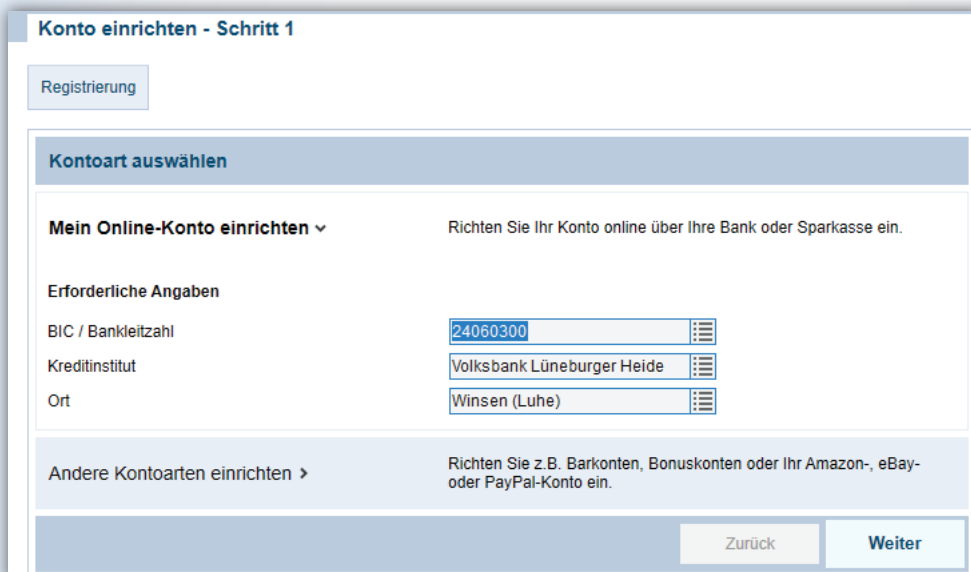 Konto einrichten - Schritt 1
Registrierung
Kontoart auswählen
Mein Online-Konto einrichten
Richten Sie Ihr Konto online über Ihre Bank oder Sparkasse ein.
Erforderliche Angaben
BIC / Bankleitzahl
24060300
Kreditinstitut
Volksbank Lüneburger Heide
Ort
Winsen (Luhe)
Andere Kontoarten einrichten
Richten Sie z.B. Barkonten, Bonuskonten oder Ihr Amazon-, eBay-
oder PayPal-Konto ein.
Zurück
Weiter